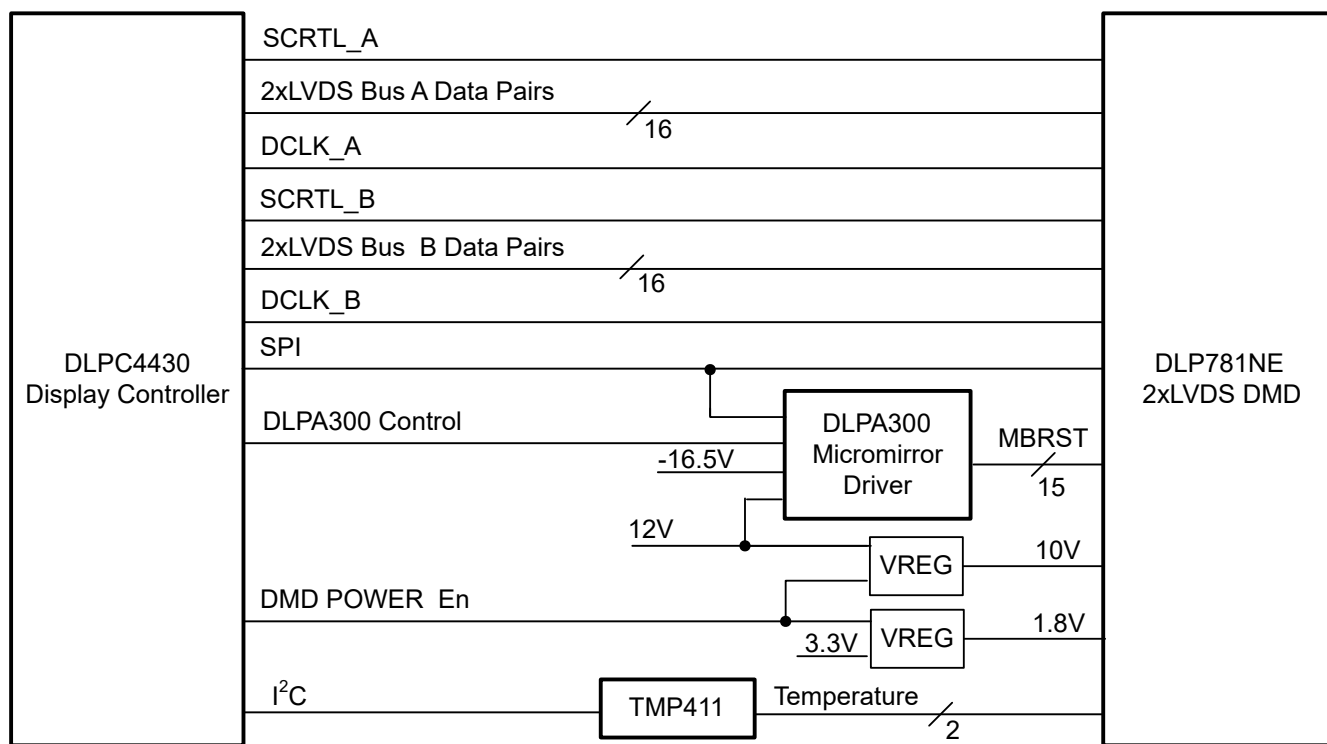 SCRTL_A
2xLVDS Bus A Data Pairs
16
DCLK_A
SCRTL_B
2xLVDS Bus  B Data Pairs
16
DCLK_B
SPI
DLPC4430
Display Controller
DLP781NE
2xLVDS DMD
DLPA300 Control
DLPA300
Micromirror
Driver
MBRST
15
-16.5V
12V
VREG
10V
DMD POWER  En
3.3V
VREG
1.8V
I²C
TMP411
Temperature
2